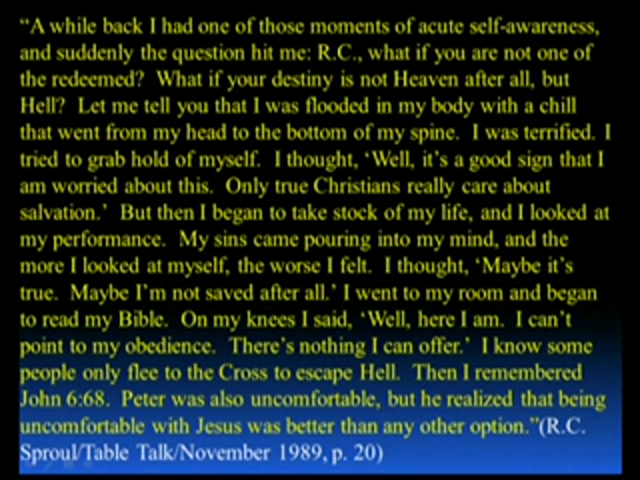 “A while back I had one of those moments of acute self-awareness,
and suddenly the question hit me: R.C., what if you are not one of
the redeemed?  What if your destiny is not Heaven after all, but
Hell?  Let me tell you that I was flooded in my body with a chill
that went from my head to the bottom of my spine.  I was terrified.  I
tried to grab hold of myself.  I thought, ‘Well, it’s a good sign that I
am worried about this.  Only true Christians really care about
salvation.’  But then I began to take stock of my life, and I looked at
my performance.  My sins came pouring into my mind, and the
more I looked at myself, the worse I felt.  I thought, ‘Maybe it’s
true.  Maybe I’m not saved after all.’ I went to my room and began
to read my Bible.  On my knees I said, ‘Well, here I am.  I can’t
point to my obedience.  There’s nothing I can offer.’  I know some
people only flee to the Cross to escape Hell.  Then I remembered
John 6:68.  Peter was also uncomfortable, but he realized that being
uncomfortable with Jesus was better than any other option.”(R.C.
Sproul/Table Talk/November 1989, p. 20)